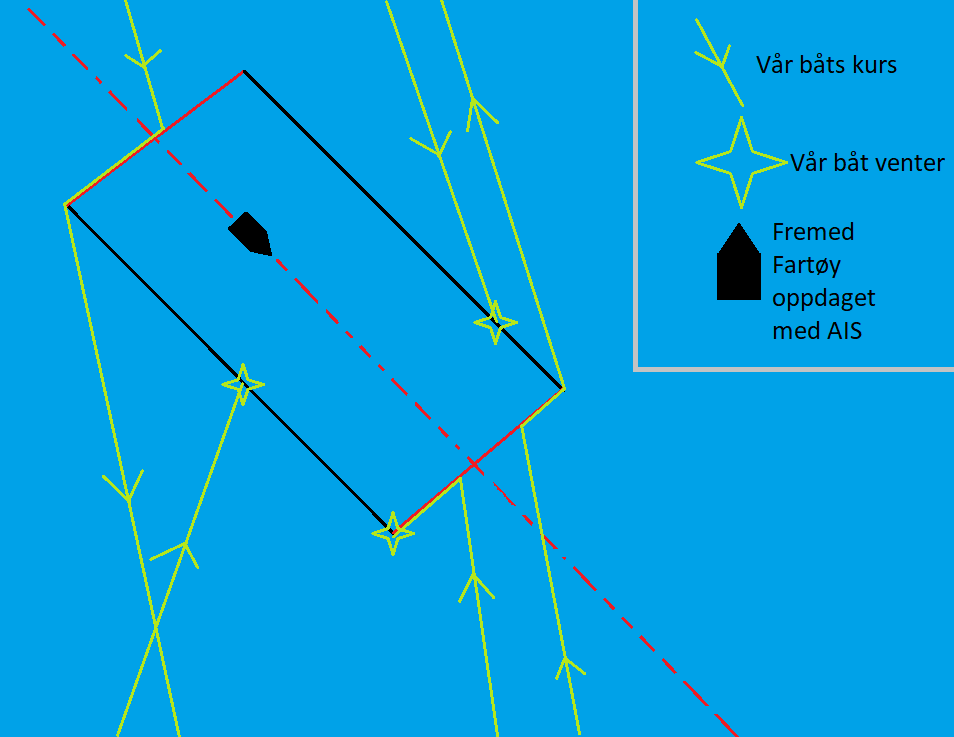 Vår båts kurs
Vår båt venter
Fremed
Fartøy
oppdaget
med AIS